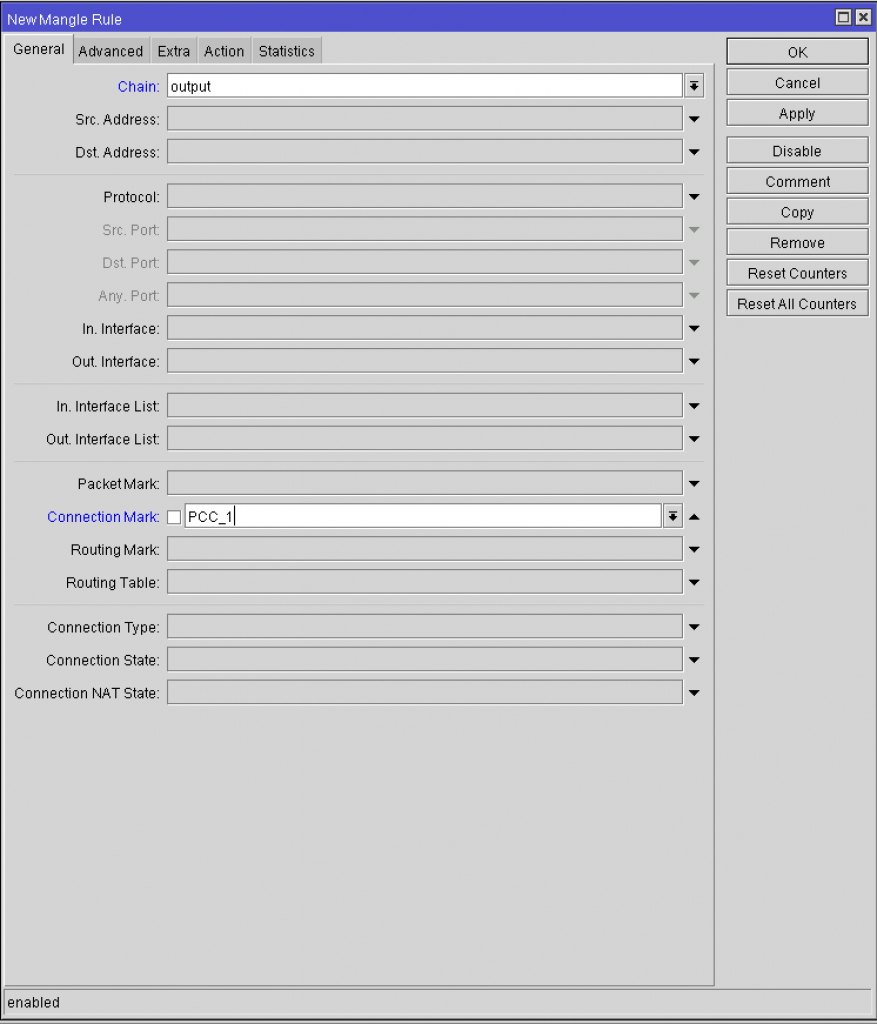 New Mangle Rule
General Advanced Extra Action Statistics
Chain: output
Src. Address:
Dst. Address:
Protocol:
Src. Port:
Dst. Port:
Any. Port:
In. Interface:
Out. Interface:
In. Interface List:
Out. Interface List:
Packet Mark:
Connection Mark: PCC_1
Routing Mark:
Routing Table:
Connection Type:
Connection State:
Connection NAT State:
OK
Cancel
Apply
Disable
Comment
Copy
Remove
Reset Counters
Reset All Counters
enabled